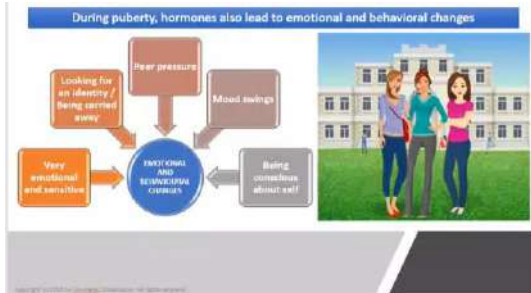 During puberty, hormones also lead to emotional and behavioral changes
Peer pressure
Looking for
an identity /
Being carried
away
Mood swings
Very
emotional
and sensitive
EMOTIONAL
AND
BEHAVIOURAL
CHANGES
Being
conscious
about self